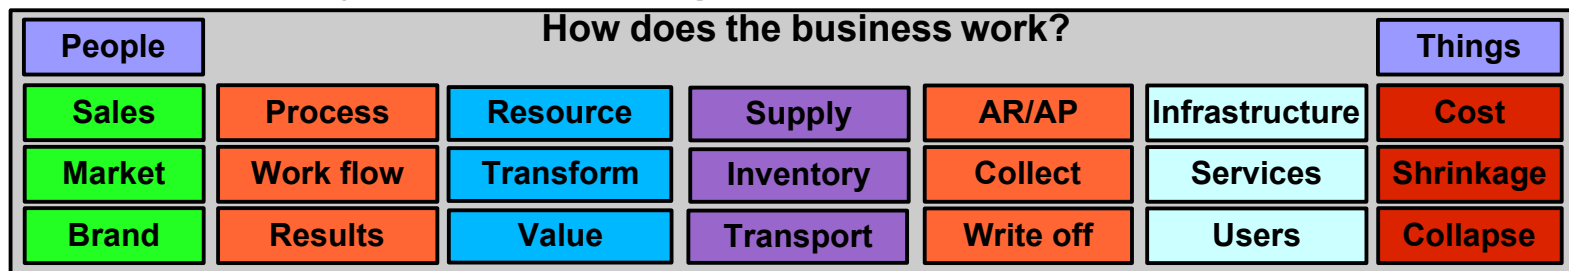 How does the business work?
People Things
Sales Process Resource Supply AR/AP Infrastructure Cost
Market Work flow Transform Inventory Collect Services Shrinkage
Brand Results Value Transport Write off Users Collapse